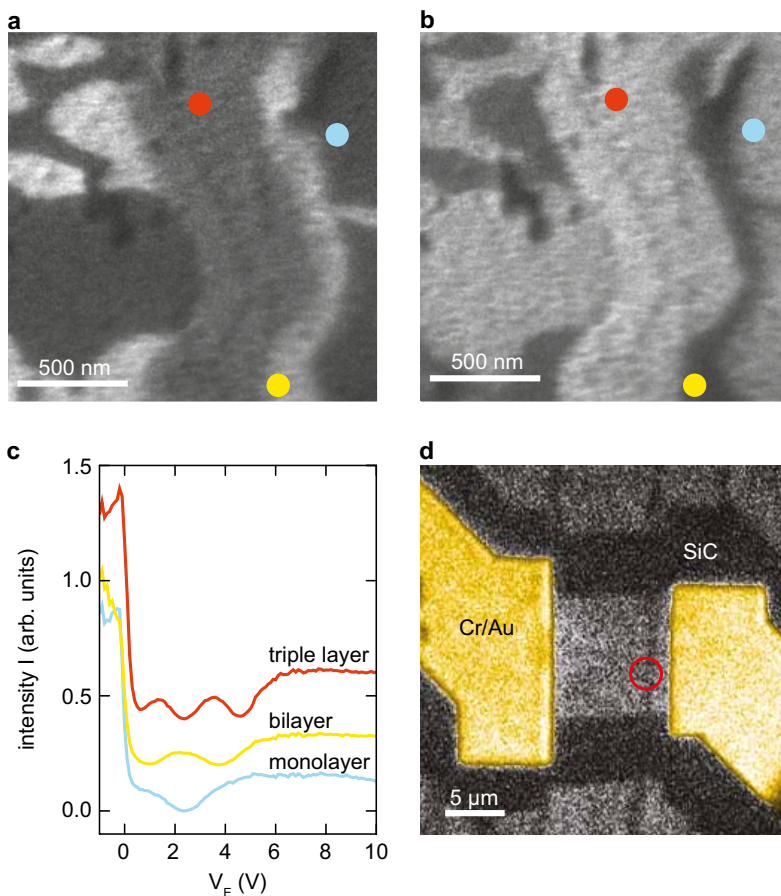 a
b
500 nm
500 nm
c
d
1.5
1.0
0.5
0.0
intensity I (arb. units)
triple layer
bilayer
monolayer
0
2
4
6
8
10
V_E (V)
SiC
Cr/Au
5 μm